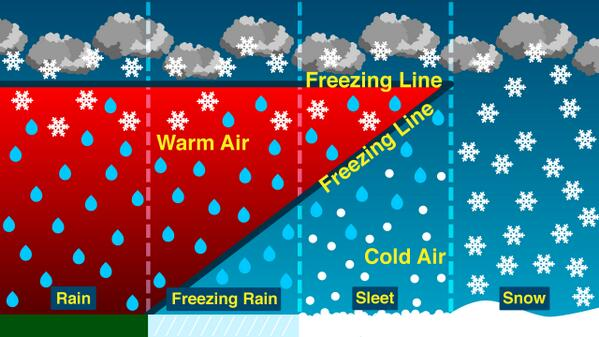 Freezing Line
Freezing Line
Warm Air
Cold Air
Rain
Freezing Rain
Sleet
Snow